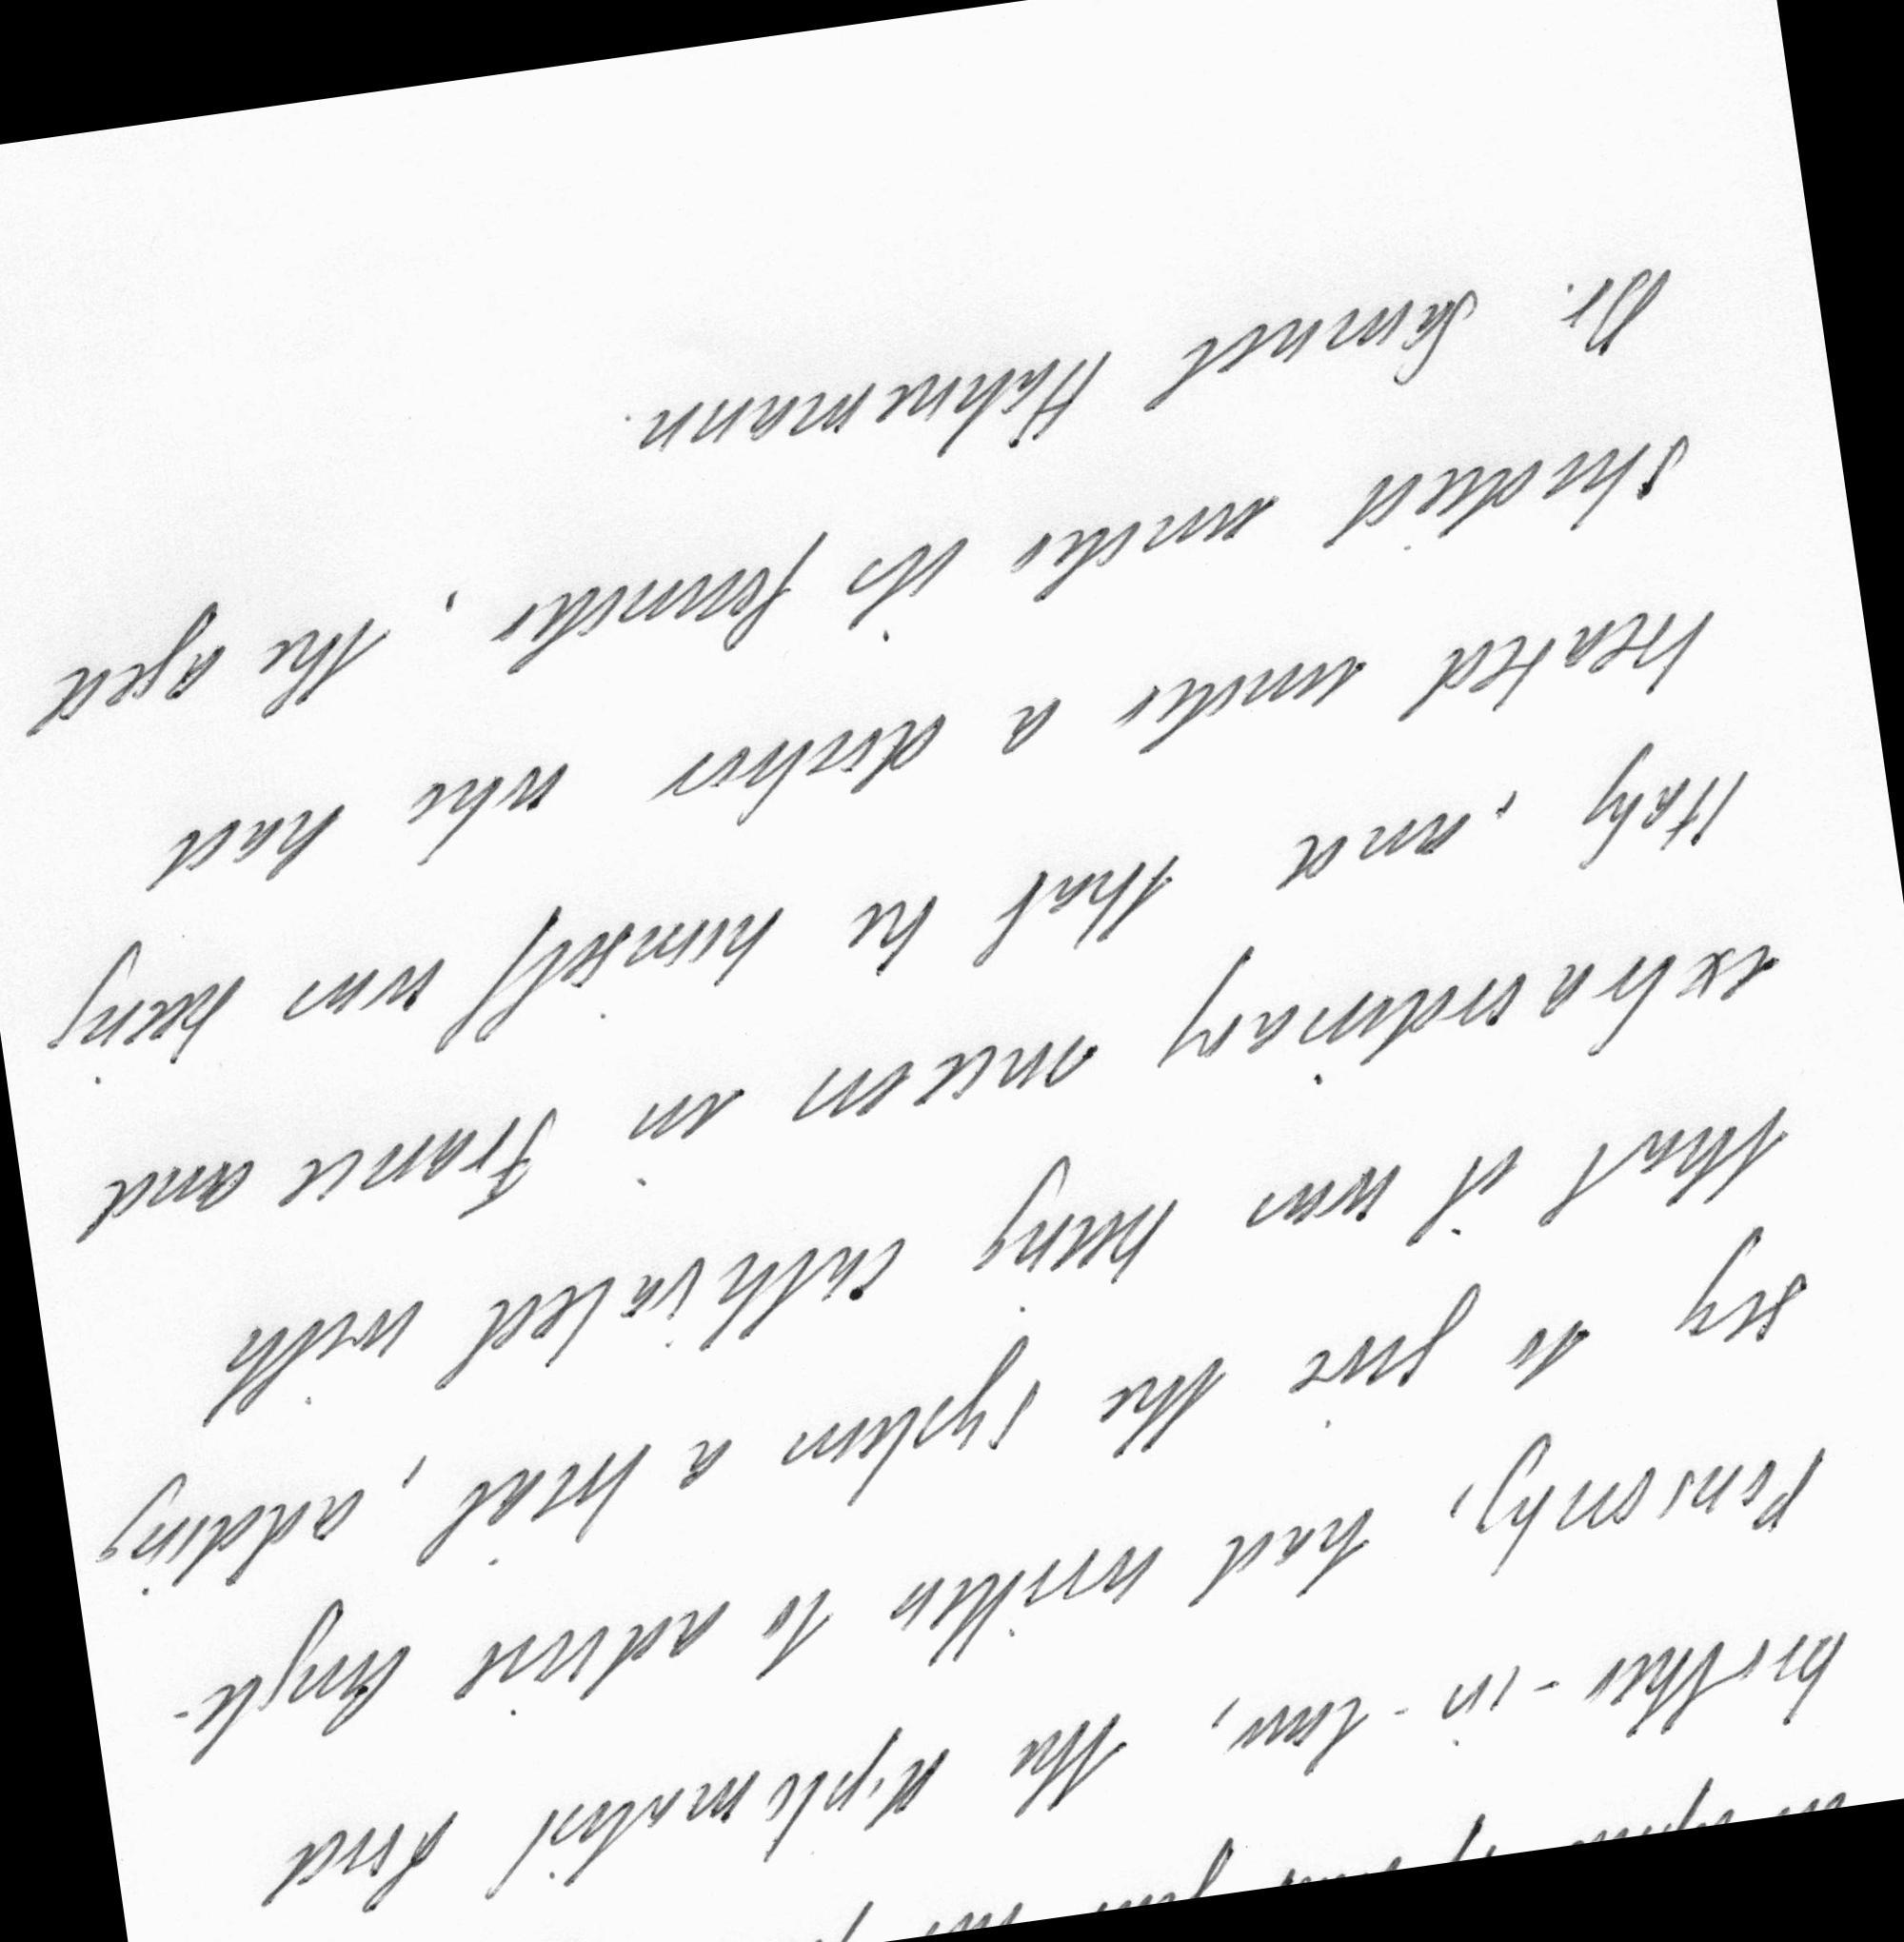 brother-in-law, the diplomatist Lord
Ponsonby, had written to advise Angle-
sey to give the system a trial, adding
that it was being cultivated with
extraordinary success in France and
Italy, and that he himself was being
treated under a doctor who had
studied under its founder, the aged
Dr. Samuel Hahnemann.